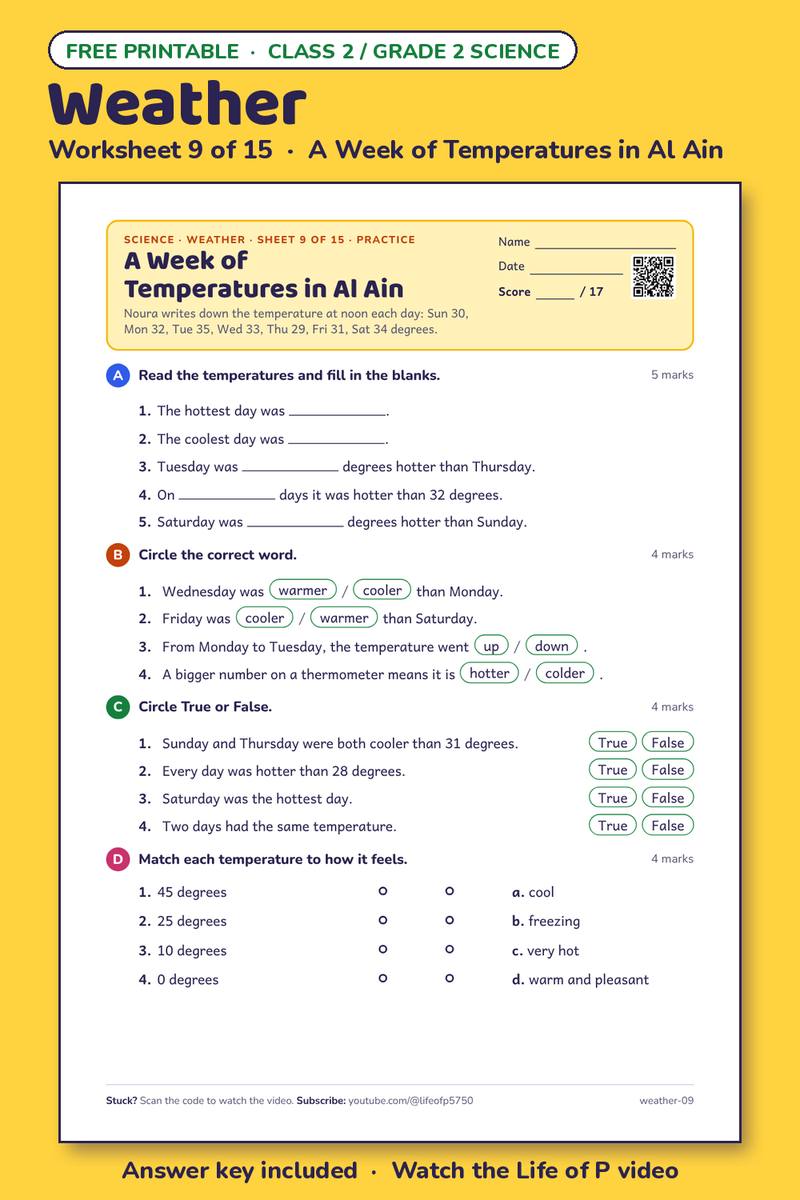 FREE PRINTABLE · CLASS 2 / GRADE 2 SCIENCE
Weather
Worksheet 9 of 15 · A Week of Temperatures in Al Ain
SCIENCE · WEATHER · SHEET 9 OF 15 · PRACTICE
A Week of
Temperatures in Al Ain
Noura writes down the temperature at noon each day: Sun 30,
Mon 32, Tue 35, Wed 33, Thu 29, Fri 31, Sat 34 degrees.
Name ____________________
Date ______________
Score ______ / 17
A Read the temperatures and fill in the blanks. 5 marks
1. The hottest day was ______________.
2. The coolest day was ______________.
3. Tuesday was ______________ degrees hotter than Thursday.
4. On ______________ days it was hotter than 32 degrees.
5. Saturday was ______________ degrees hotter than Sunday.
B Circle the correct word. 4 marks
1. Wednesday was warmer / cooler than Monday.
2. Friday was cooler / warmer than Saturday.
3. From Monday to Tuesday, the temperature went up / down .
4. A bigger number on a thermometer means it is hotter / colder .
C Circle True or False. 4 marks
1. Sunday and Thursday were both cooler than 31 degrees. True False
2. Every day was hotter than 28 degrees. True False
3. Saturday was the hottest day. True False
4. Two days had the same temperature. True False
D Match each temperature to how it feels. 4 marks
1. 45 degrees a. cool
2. 25 degrees b. freezing
3. 10 degrees c. very hot
4. 0 degrees d. warm and pleasant
Stuck? Scan the code to watch the video. Subscribe: youtube.com/@lifeofp5750 weather-09
Answer key included · Watch the Life of P video